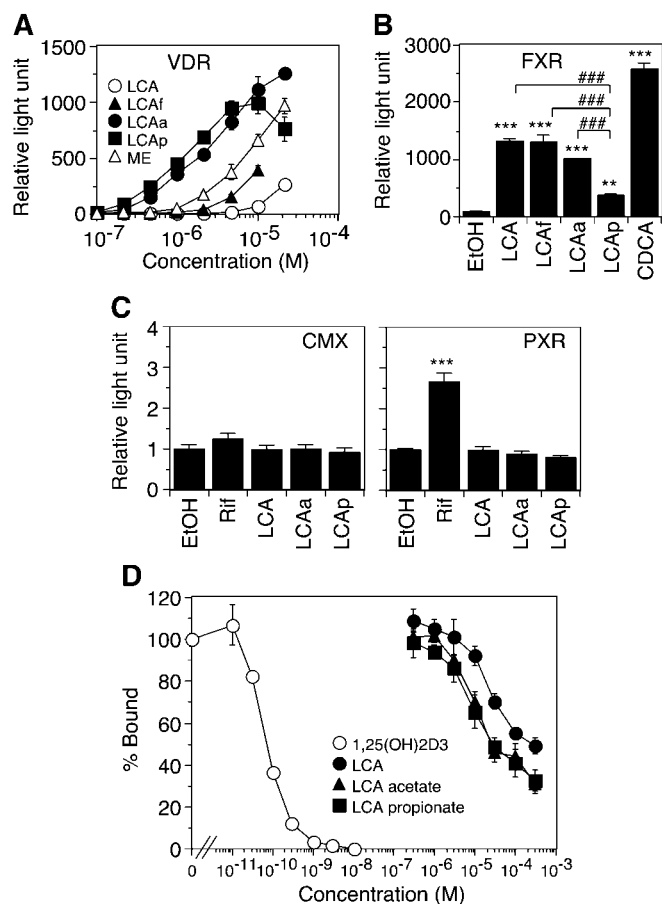 A
VDR
Relative light unit
1500
1250
1000
750
500
250
0
LCA
LCAf
LCAa
LCAp
ME
10-7 10-6 10-5 10-4
Concentration (M)
B
FXR
Relative light unit
3000
2000
1000
0
###
###
###
*** *** *** ** ***
EtOH LCA LCAf LCAa LCAp CDCA
C
CMX
Relative light unit
4
3
2
1
0
EtOH Rif LCA LCAa LCAp
PXR
***
EtOH Rif LCA LCAa LCAp
D
% Bound
120
100
80
60
40
20
0
1,25(OH)2D3
LCA
LCA acetate
LCA propionate
0 10-11 10-10 10-9 10-8 10-7 10-6 10-5 10-4 10-3
Concentration (M)